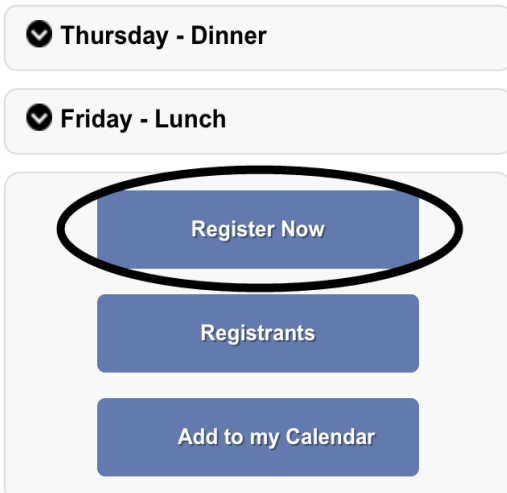 Thursday - Dinner
Friday - Lunch
Register Now
Registrants
Add to my Calendar